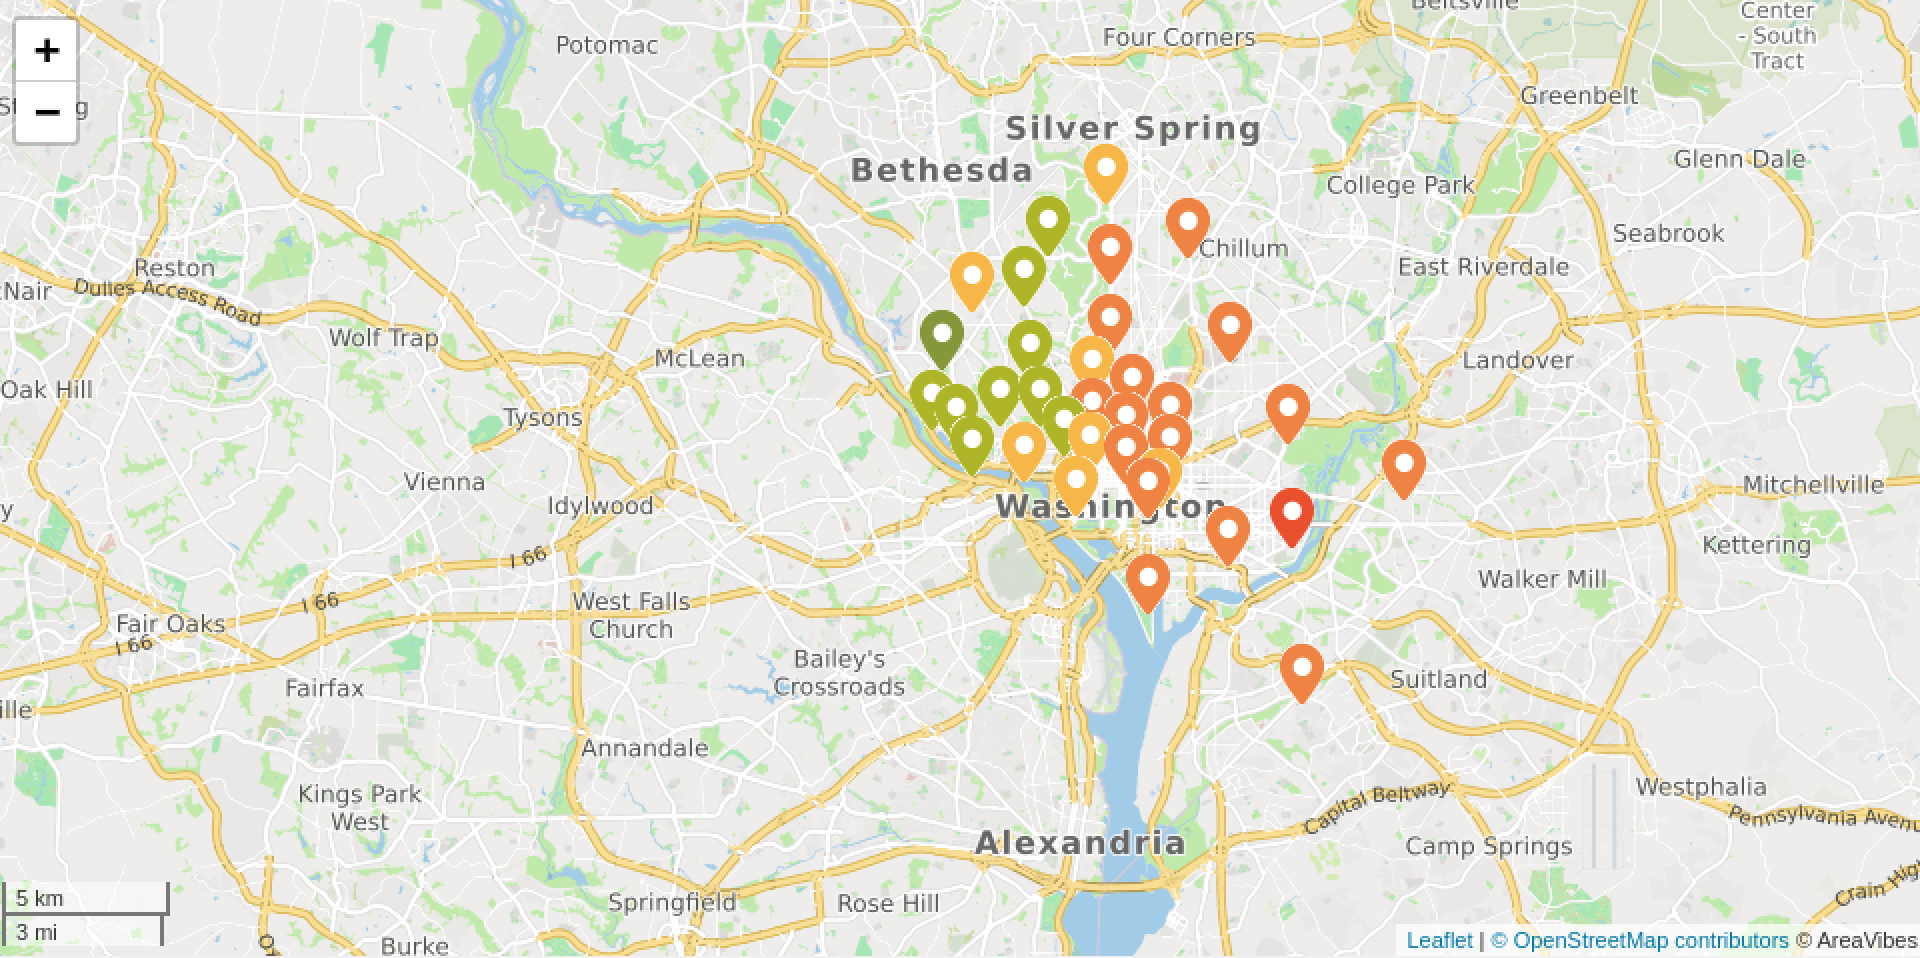 Beltsville
Center
- South
Tract
Potomac
Four Corners
+
−
Greenbelt
Silver Spring
Bethesda
Glenn Dale
College Park
Seabrook
Chillum
East Riverdale
Reston
Dulles Access Road
Wolf Trap
McLean
Landover
Oak Hill
Tysons
Vienna
Mitchellville
Idylwood
Washington
Kettering
I 66
Walker Mill
I 66
West Falls
Church
Fair Oaks
I 66
Bailey's
Crossroads
Fairfax
Suitland
Annandale
Kings Park
West
Westphalia
Capital Beltway
Pennsylvania Avenu
Alexandria
Camp Springs
5 km
3 mi
Springfield
Rose Hill
Crain Hig
Burke
Leaflet | © OpenStreetMap contributors © AreaVibes